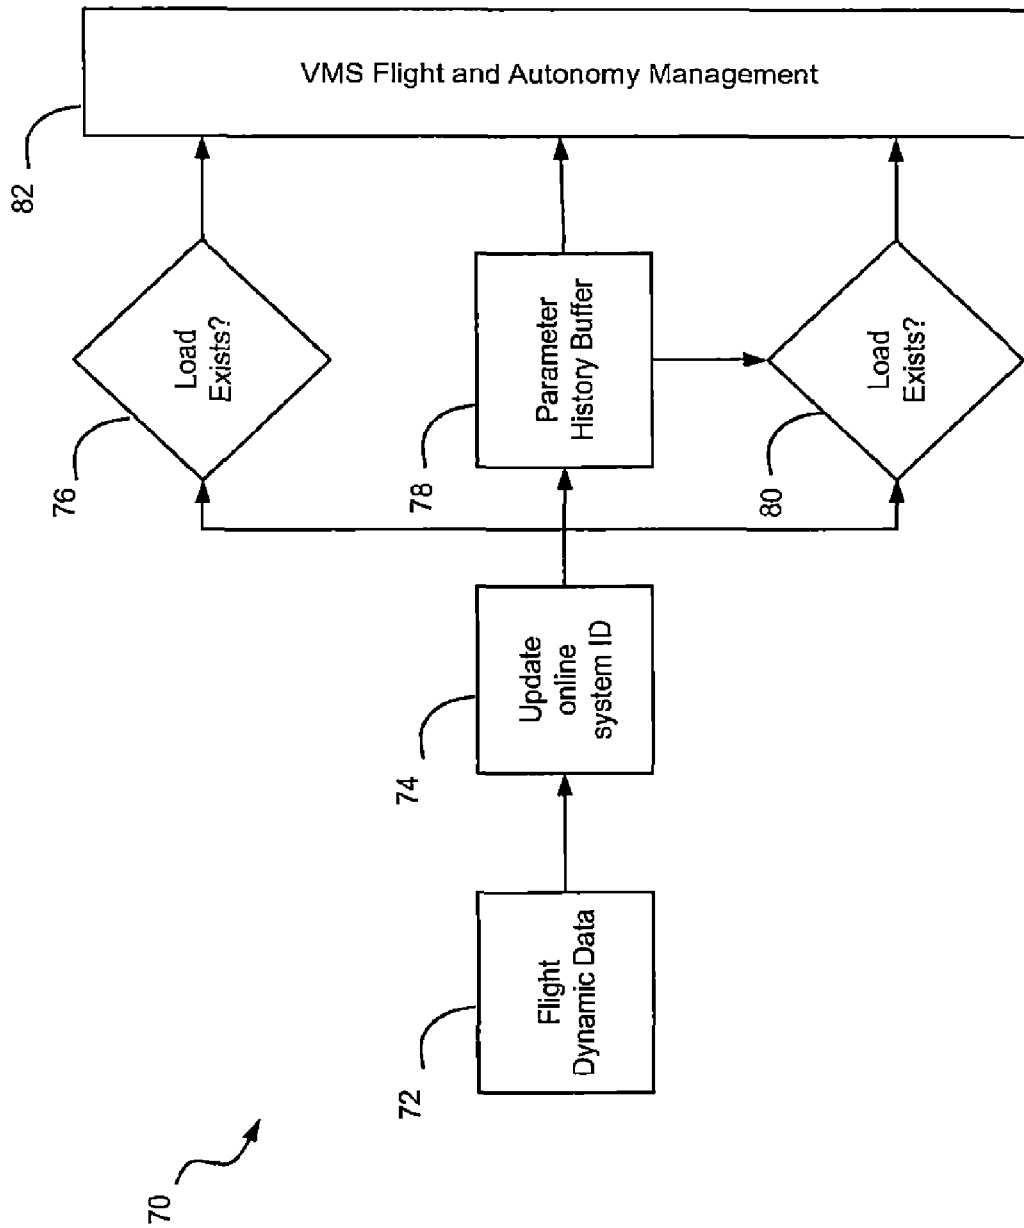 70
72
Flight
Dynamic Data
74
Update
online
system ID
76
Load
Exists?
78
Parameter
History Buffer
80
Load
Exists?
82
VMS Flight and Autonomy Management